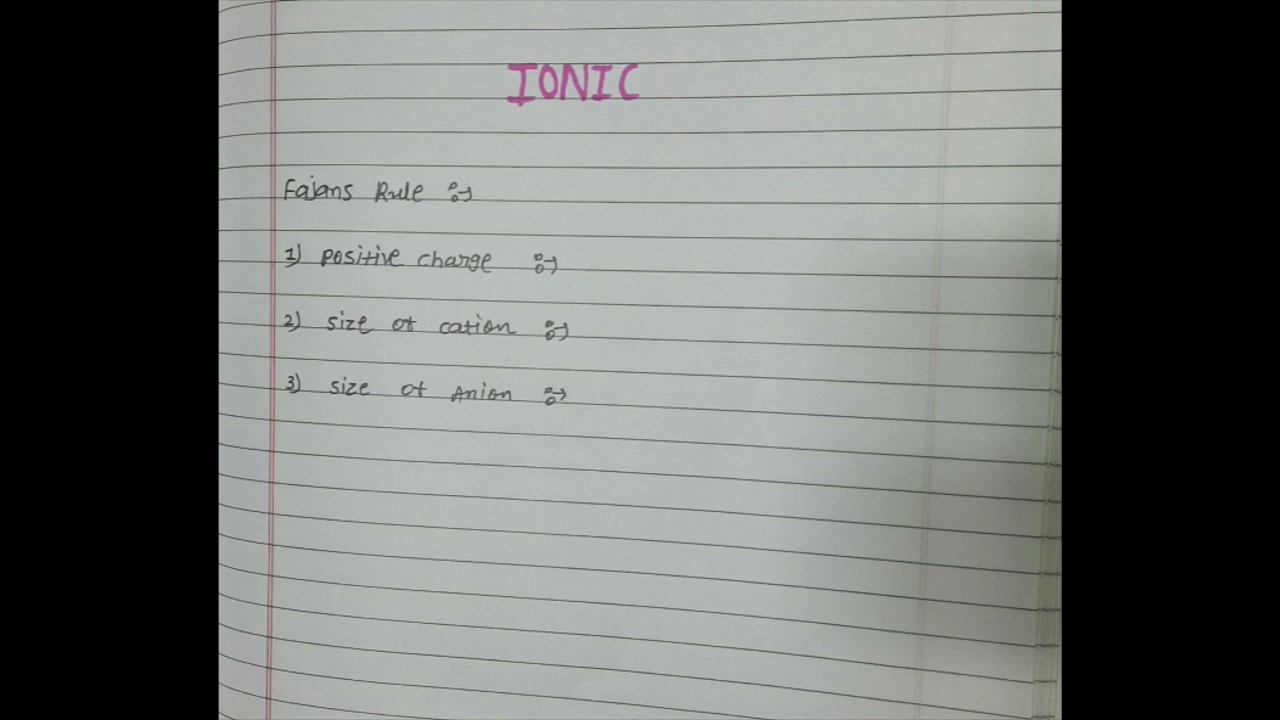 IONIC
Fajans Rule :→
1) positive charge :→
2) size of cation :→
3) size of Anion :→